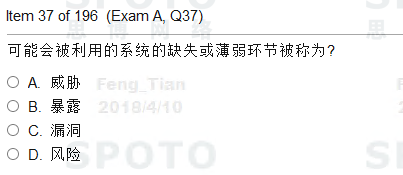 Item 37 of 196 (Exam A, Q37)
可能会被利用的系统的缺失或薄弱环节被称为?
A. 威胁
B. 暴露
C. 漏洞
D. 风险
Feng_Tian
2018/4/10
SPOTO